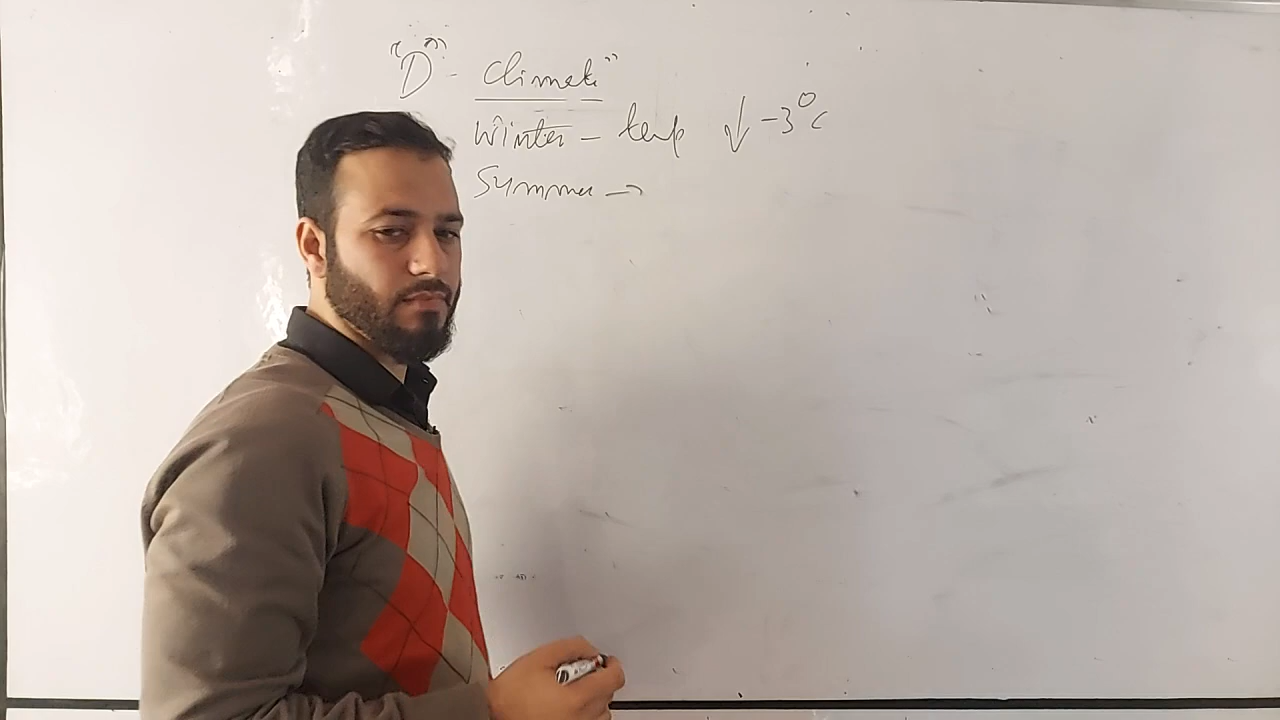 "D" - Climate"
Winter - temp ↓ -3°C
Summer →